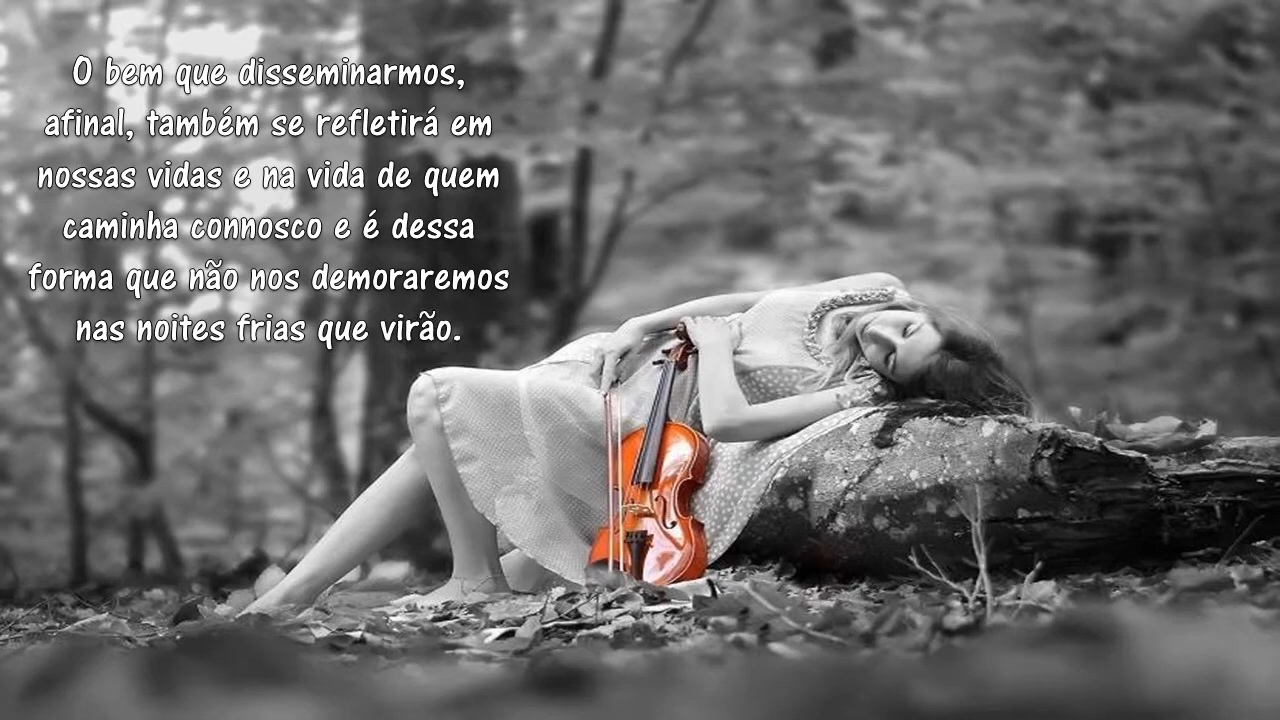 O bem que disseminarmos,
afinal, também se refletirá em
nossas vidas e na vida de quem
caminha connosco e é dessa
forma que não nos demoraremos
nas noites frias que virão.